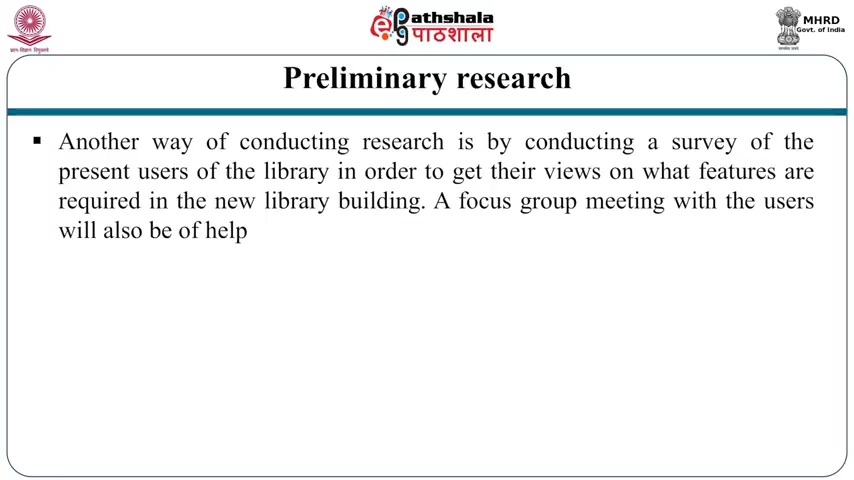 ePathshala
पाठशाला
MHRD
Govt. of India
Preliminary research
▪ Another way of conducting research is by conducting a survey of the
present users of the library in order to get their views on what features are
required in the new library building. A focus group meeting with the users
will also be of help